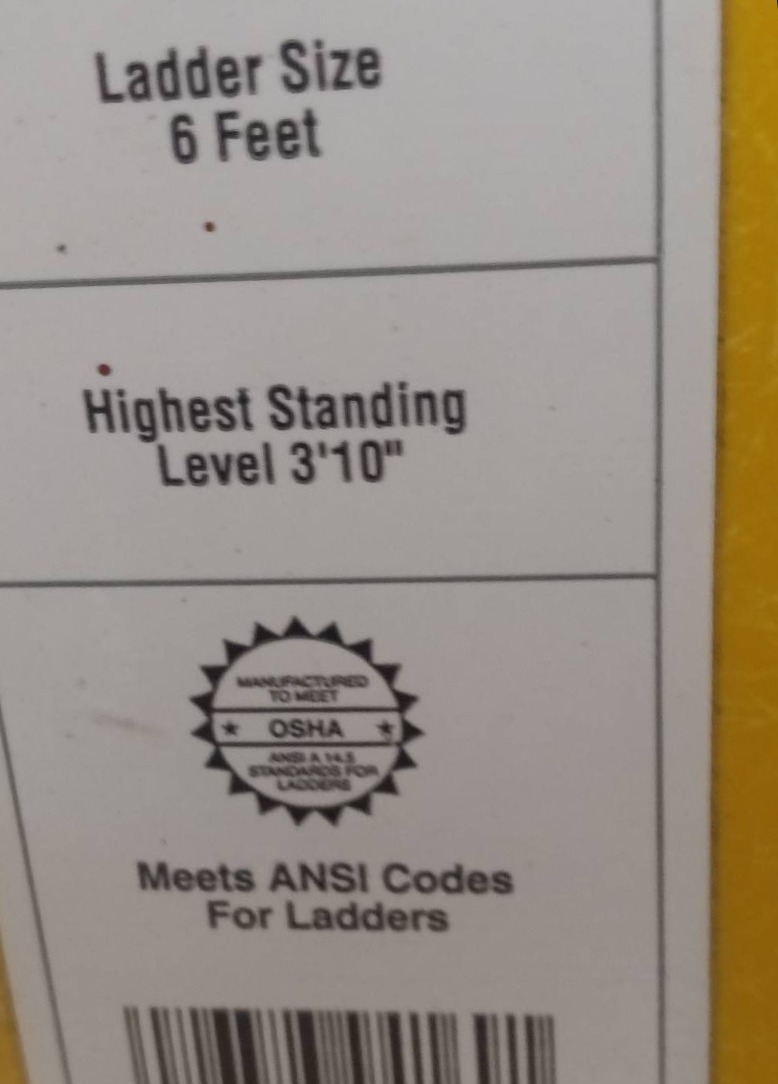 Ladder Size
6 Feet
Highest Standing
Level 3'10"
MANUFACTURED
TO MEET
★ OSHA ★
ANSI A 14.5
STANDARDS FOR
LADDERS
Meets ANSI Codes
For Ladders